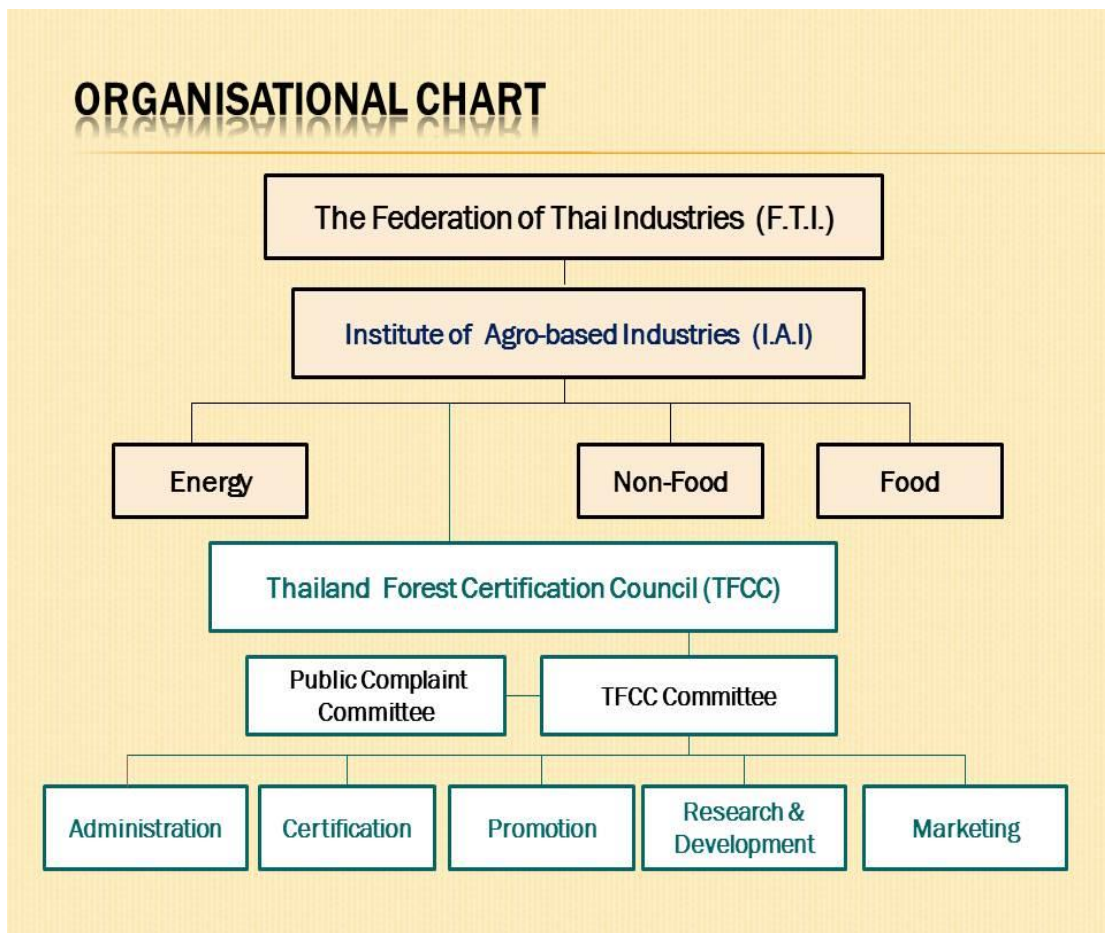 ORGANISATIONAL CHART
The Federation of Thai Industries (F.T.I.)
Institute of Agro-based Industries (I.A.I)
Energy
Non-Food
Food
Thailand Forest Certification Council (TFCC)
Public Complaint
Committee
TFCC Committee
Administration
Certification
Promotion
Research &
Development
Marketing